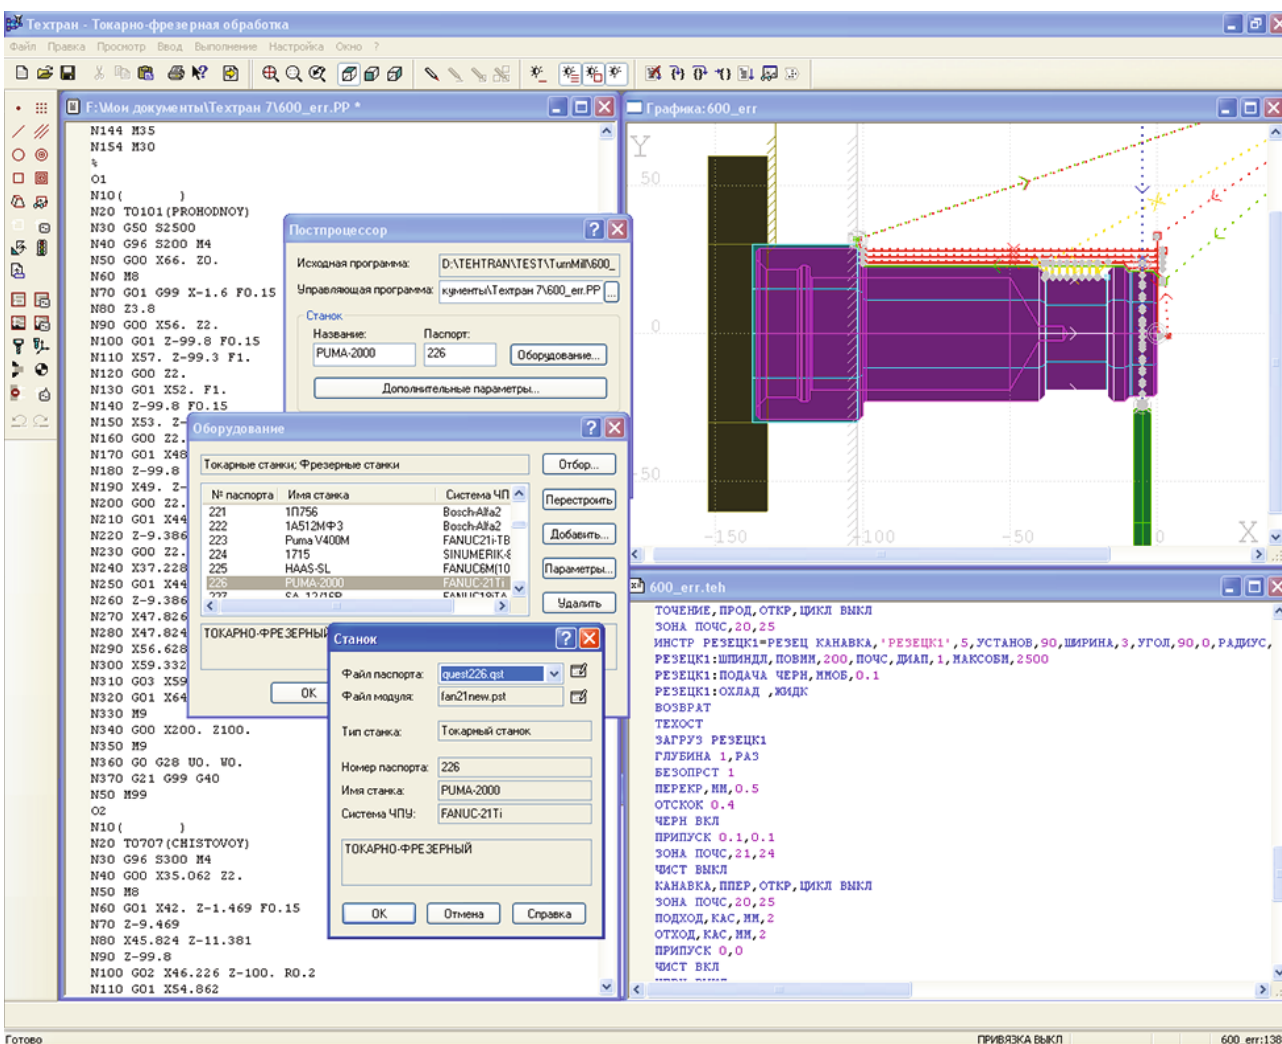 Техтран - Токарно-фрезерная обработка
Файл Правка Просмотр Ввод Выполнение Настройка Окно ?
F:\Мои документы\Техтран 7\600_err.PP *
N144 M35
N154 M30
%
O1
N10( )
N20 T0101(PROHODNOY)
N30 G50 S2500
N40 G96 S200 M4
N50 G00 X66. Z0.
N60 M8
N70 G01 G99 X-1.6 F0.15
N80 Z3.8
N90 G00 X56. Z2.
N100 G01 Z-99.8 F0.15
N110 X57. Z-99.3 F1.
N120 G00 Z2.
N130 G01 X52. F1.
N140 Z-99.8 F0.15
N150 X53. Z-
N160 G00 Z2.
N170 G01 X48
N180 Z-99.8
N190 X49. Z-
N200 G00 Z2.
N210 G01 X44
N220 Z-9.386
N230 G00 Z2.
N240 X37.228
N250 G01 X44
N260 Z-9.386
N270 X47.826
N280 X47.824
N290 X56.628
N300 X59.332
N310 G03 X59
N320 G01 X64
N330 M9
N340 G00 X200. Z100.
N350 M9
N360 G0 G28 U0. W0.
N370 G21 G99 G40
N50 M99
O2
N10( )
N20 T0707(CHISTOVOY)
N30 G96 S300 M4
N40 G00 X35.062 Z2.
N50 M8
N60 G01 X42. Z-1.469 F0.15
N70 Z-9.469
N80 X45.824 Z-11.381
N90 Z-99.8
N100 G02 X46.226 Z-100. R0.2
N110 G01 X54.862
Постпроцессор
Исходная программа: D:\TEHTRAN\TEST\TurnMill\600_
Управляющая программа: кументы\Техтран 7\600_err.PP ...
Станок
Название: Паспорт:
PUMA-2000 226 Оборудование...
Дополнительные параметры...
Оборудование
Токарные станки; Фрезерные станки Отбор...
№ паспорта Имя станка Система ЧП
221 1П756 Bosch-Alfa2
222 1А512МФ3 Bosch-Alfa2
223 Puma V400M FANUC21i-TB
224 1715 SINUMERIK-8
225 HAAS-SL FANUC6M(10
226 PUMA-2000 FANUC-21Ti
Перестроить
Добавить...
Параметры...
Удалить
ТОКАРНО-ФРЕЗЕРНЫЙ
OK
Станок
Файл паспорта: quest226.qst
Файл модуля: fan21new.pst
Тип станка: Токарный станок
Номер паспорта: 226
Имя станка: PUMA-2000
Система ЧПУ: FANUC-21Ti
ТОКАРНО-ФРЕЗЕРНЫЙ
OK Отмена Справка
Графика:600_err
Y
50
0
50
-150 -100 -50 0 X
600_err.teh
ТОЧЕНИЕ,ПРОД,ОТКР,ЦИКЛ ВЫКЛ
ЗОНА ПОЧС,20,25
ИНСТР РЕЗЕЦК1=РЕЗЕЦ КАНАВКА,'РЕЗЕЦК1',5,УСТАНОВ,90,ШИРИНА,3,УГОЛ,90,0,РАДИУС,
РЕЗЕЦК1:ШПИНДЛ,ПОВММ,200,ПОЧС,ДИАП,1,МАКСОБМ,2500
РЕЗЕЦК1:ПОДАЧА ЧЕРН,ММОБ,0.1
РЕЗЕЦК1:ОХЛАД ,ЖИДК
ВОЗВРАТ
ТЕХОСТ
ЗАГРУЗ РЕЗЕЦК1
ГЛУБИНА 1,РАЗ
БЕЗОПРСТ 1
ПЕРЕКР,ММ,0.5
ОТСКОК 0.4
ЧЕРН ВКЛ
ПРИПУСК 0.1,0.1
ЗОНА ПОЧС,21,24
ЧИСТ ВЫКЛ
КАНАВКА,ППЕР,ОТКР,ЦИКЛ ВЫКЛ
ЗОНА ПОЧС,20,25
ПОДХОД,КАС,ММ,2
ОТХОД,КАС,ММ,2
ПРИПУСК 0,0
ЧИСТ ВКЛ
Готово
ПРИВЯЗКА ВЫКЛ
600_err:138